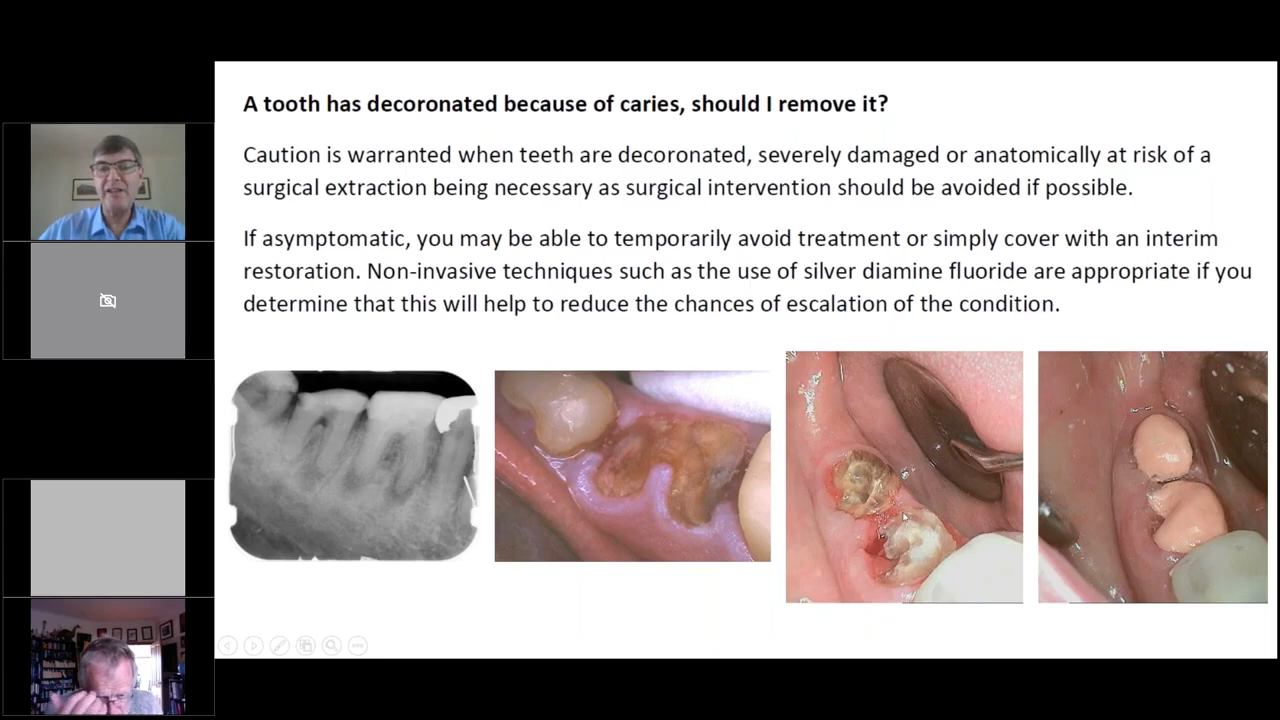 A tooth has decoronated because of caries, should I remove it?
Caution is warranted when teeth are decoronated, severely damaged or anatomically at risk of a
surgical extraction being necessary as surgical intervention should be avoided if possible.
If asymptomatic, you may be able to temporarily avoid treatment or simply cover with an interim
restoration. Non-invasive techniques such as the use of silver diamine fluoride are appropriate if you
determine that this will help to reduce the chances of escalation of the condition.